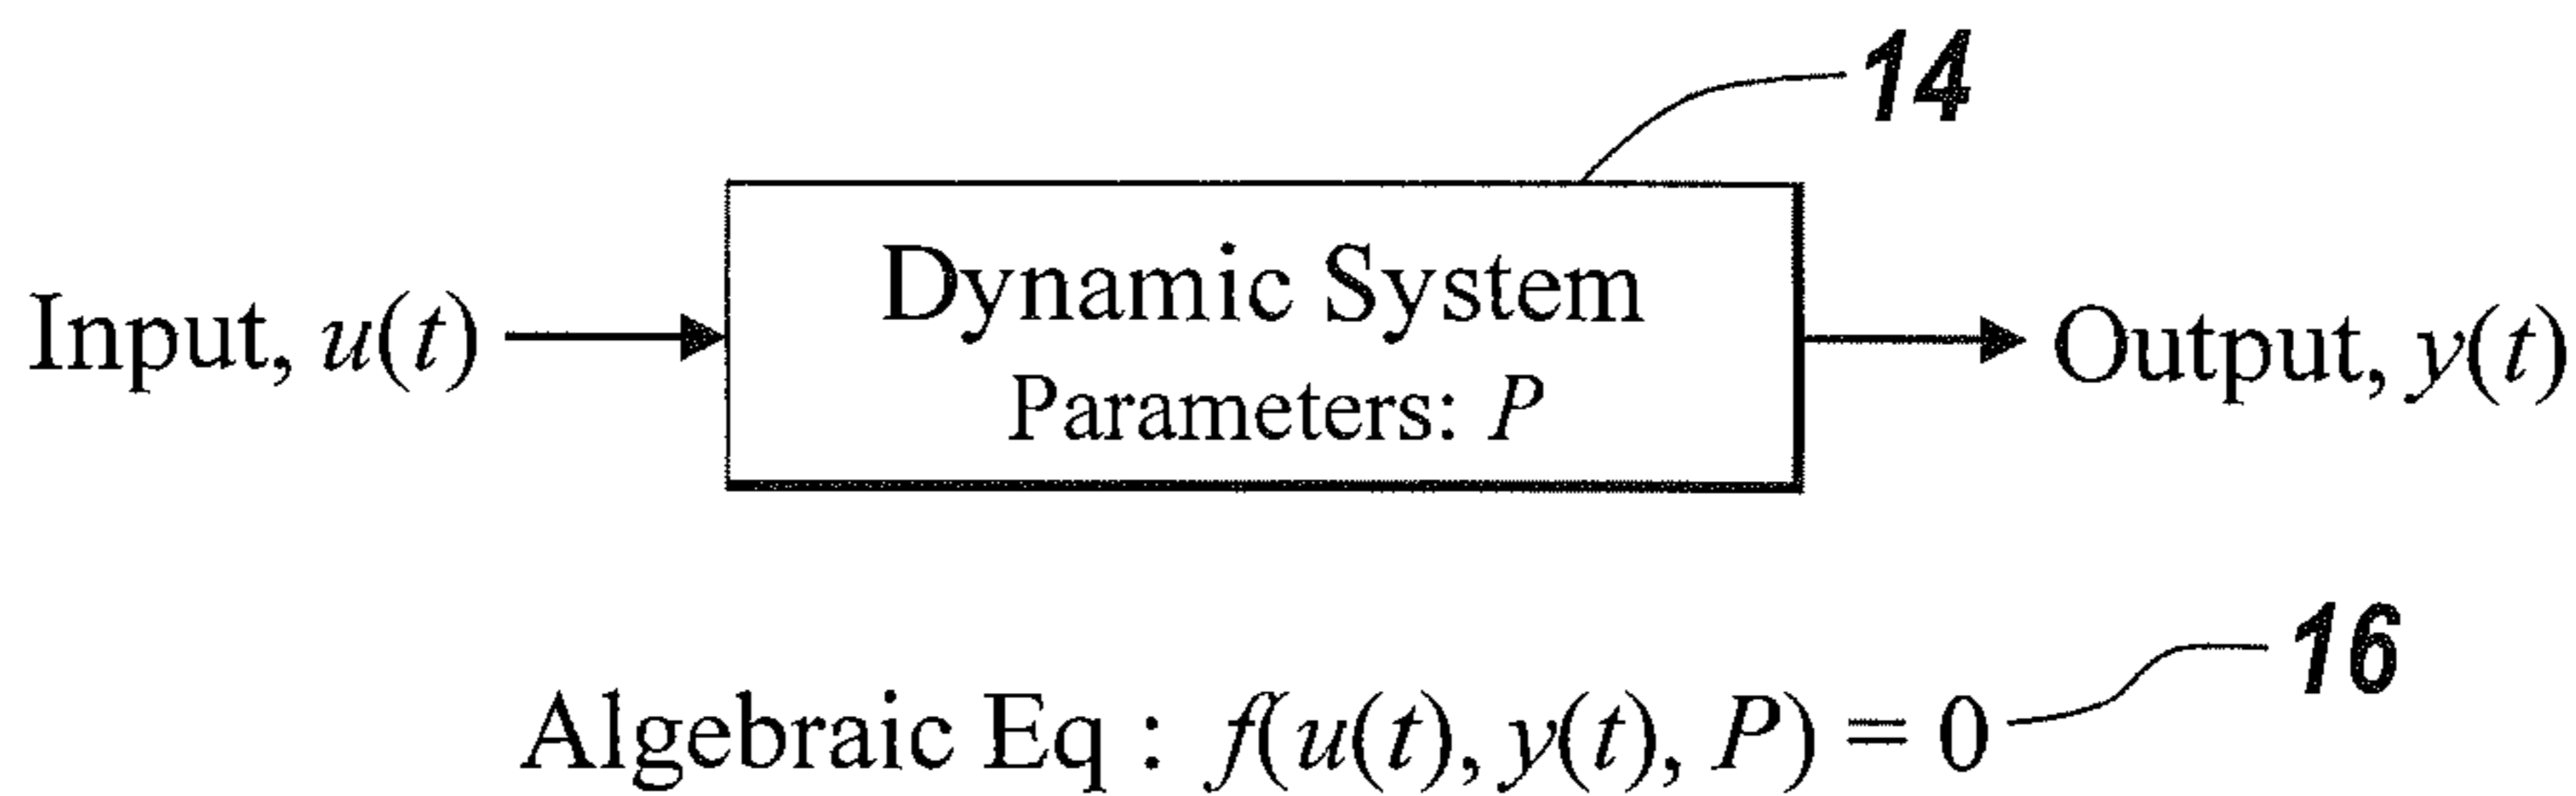 14
Dynamic System
Input, u(t)
Output, y(t)
Parameters: P
16
Algebraic Eq : f(u(t), y(t), P) = 0